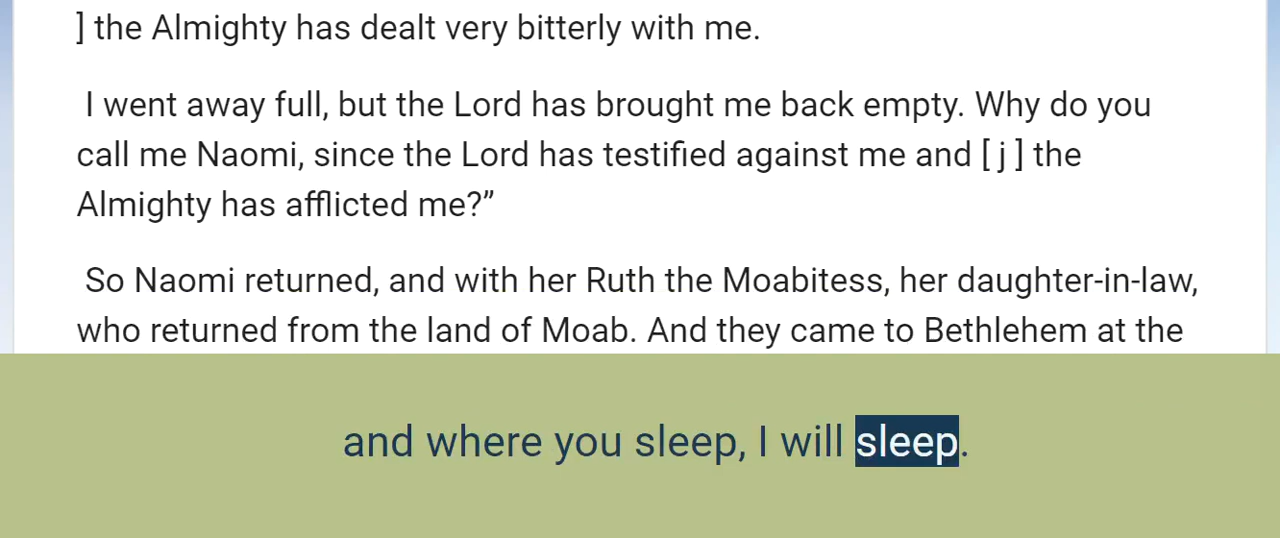 ] the Almighty has dealt very bitterly with me.
I went away full, but the Lord has brought me back empty. Why do you
call me Naomi, since the Lord has testified against me and [ j ] the
Almighty has afflicted me?”
So Naomi returned, and with her Ruth the Moabitess, her daughter-in-law,
who returned from the land of Moab. And they came to Bethlehem at the
and where you sleep, I will sleep.